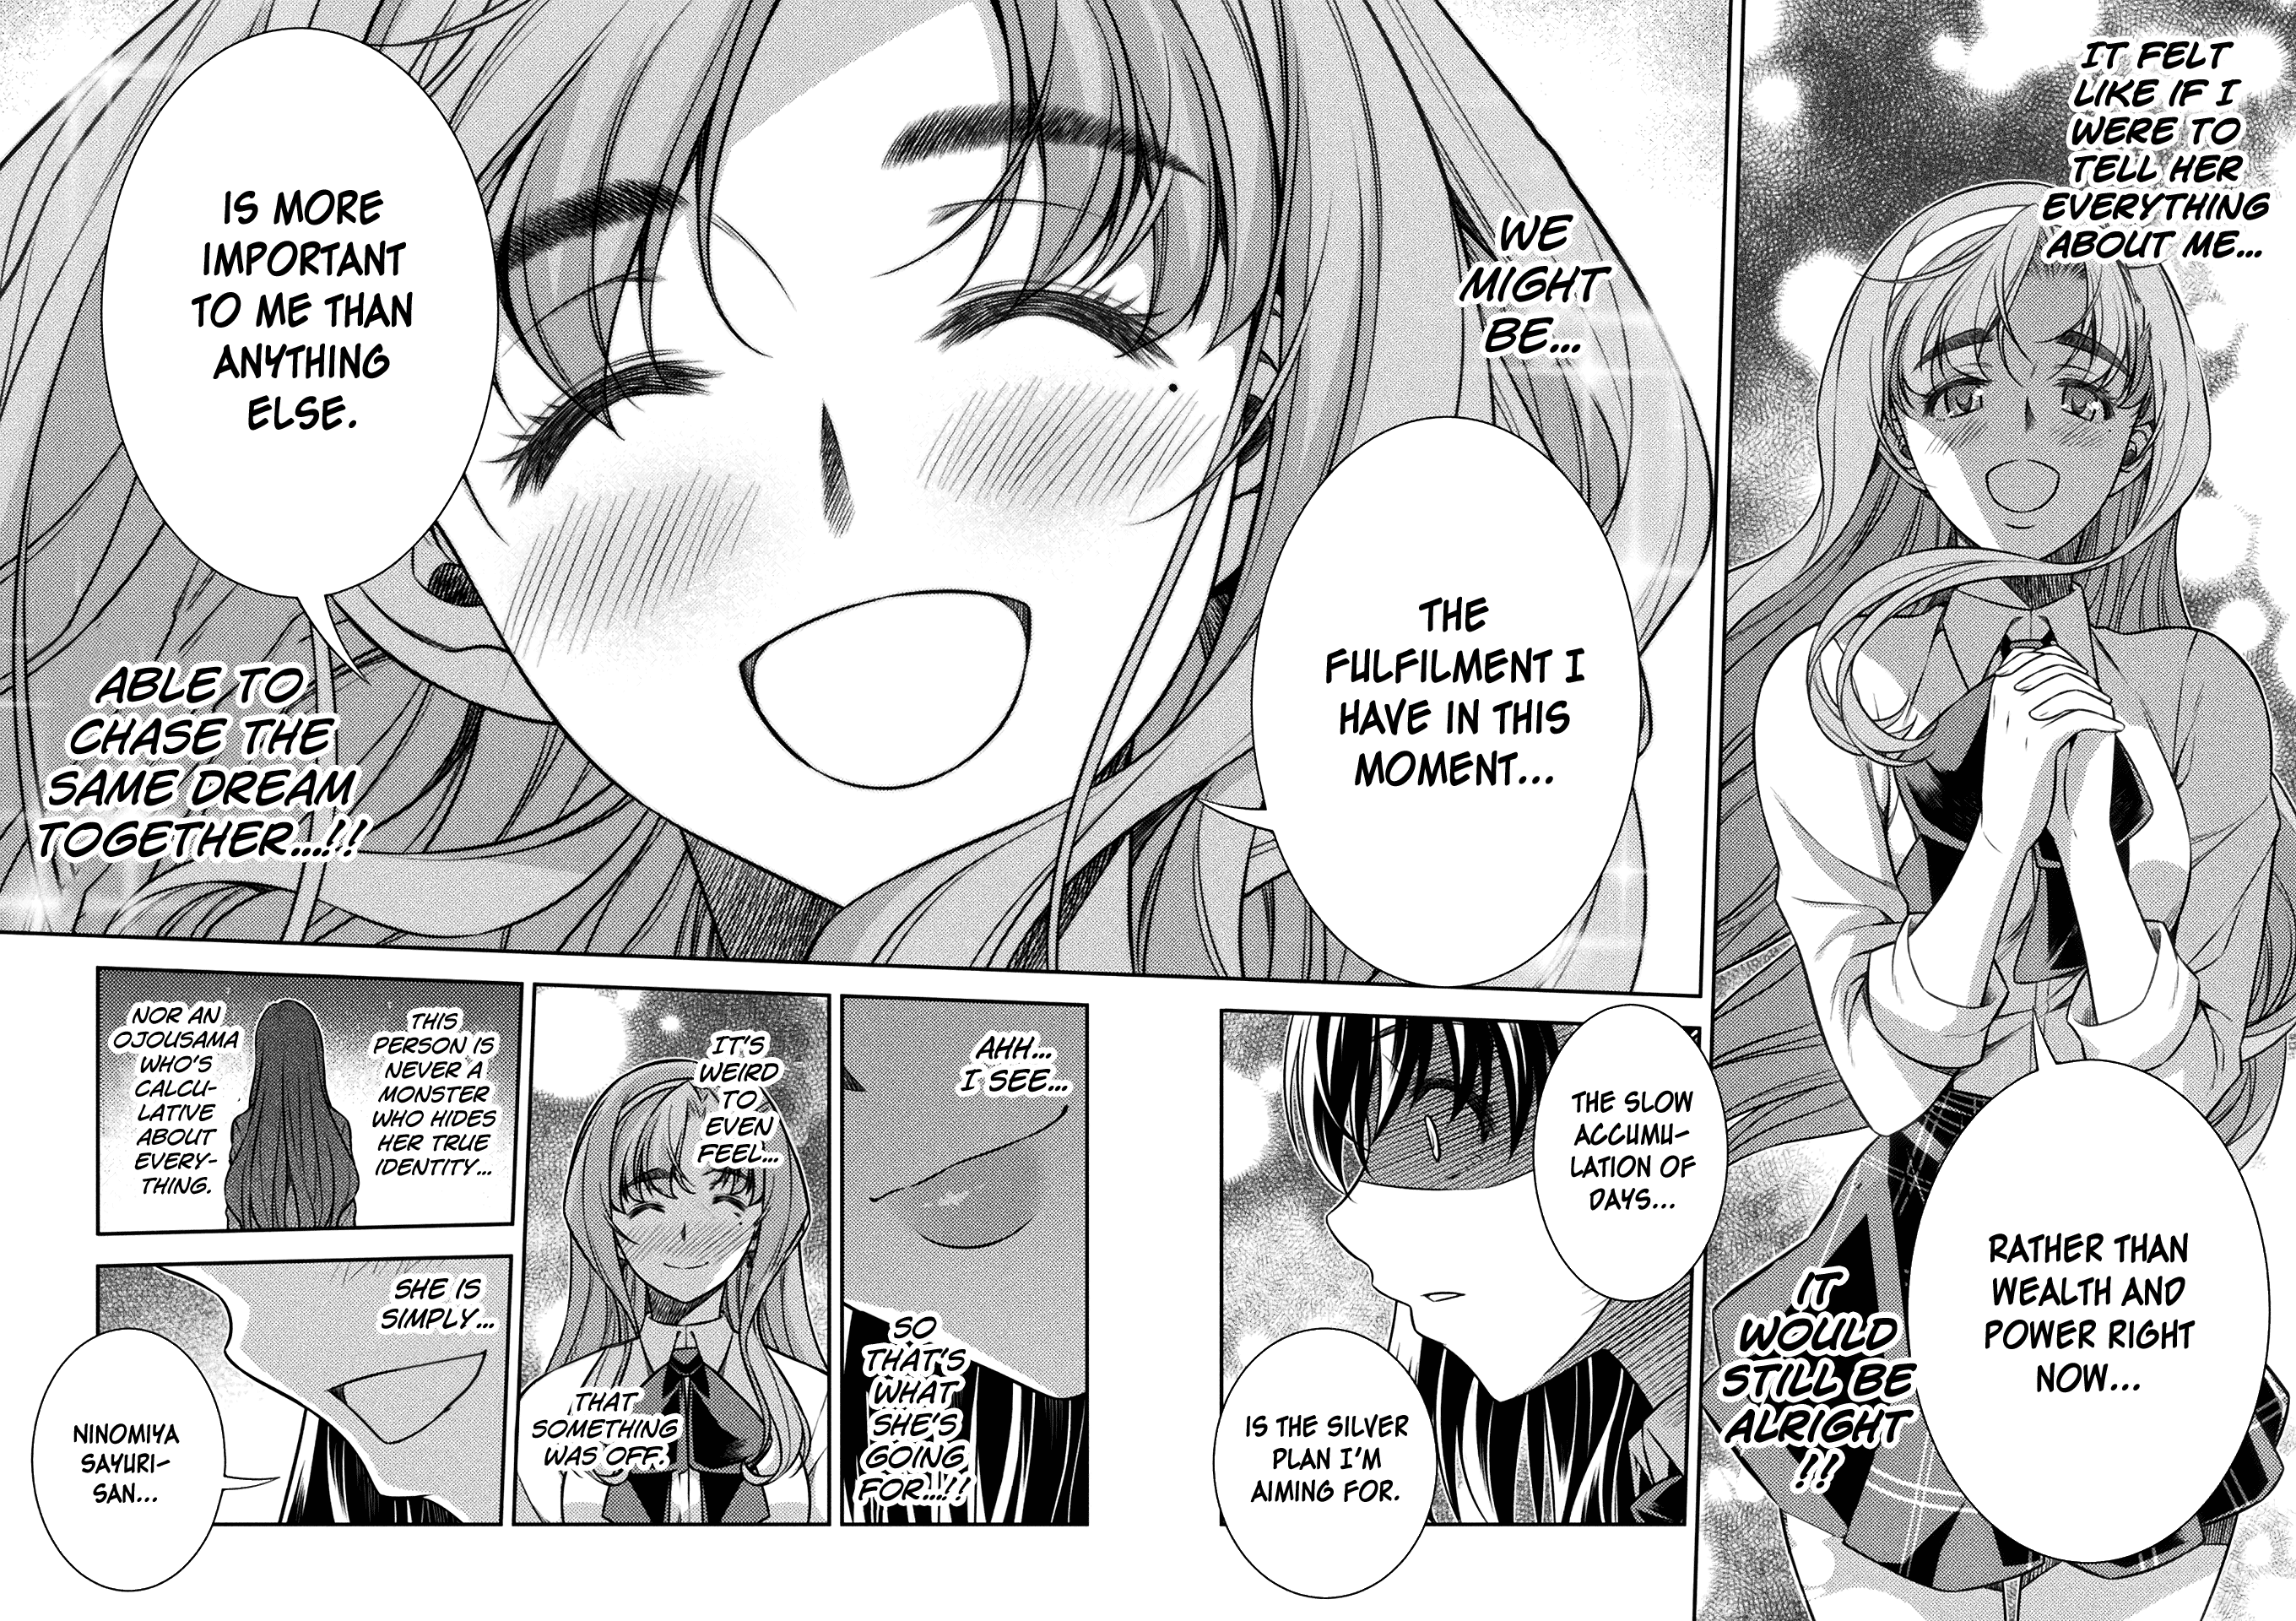 IT FELT
LIKE IF I
WERE TO
TELL HER
EVERYTHING
ABOUT ME...
RATHER THAN
WEALTH AND
POWER RIGHT
NOW...
IT
WOULD
STILL BE
ALRIGHT
!!
WE
MIGHT
BE...
THE
FULFILMENT I
HAVE IN THIS
MOMENT...
IS MORE
IMPORTANT
TO ME THAN
ANYTHING
ELSE.
ABLE TO
CHASE THE
SAME DREAM
TOGETHER...!!
THE SLOW
ACCUMU-
LATION OF
DAYS...
IS THE SILVER
PLAN I'M
AIMING FOR.
AHH...
I SEE...
SO
THAT'S
WHAT
SHE'S
GOING
FOR...!!
IT'S
WEIRD
TO
EVEN
FEEL...
THAT
SOMETHING
WAS OFF.
THIS
PERSON IS
NEVER A
MONSTER
WHO HIDES
HER TRUE
IDENTITY...
NOR AN
OJOUSAMA
WHO'S
CALCU-
LATIVE
ABOUT
EVERY-
THING.
SHE IS
SIMPLY...
NINOMIYA
SAYURI-
SAN...